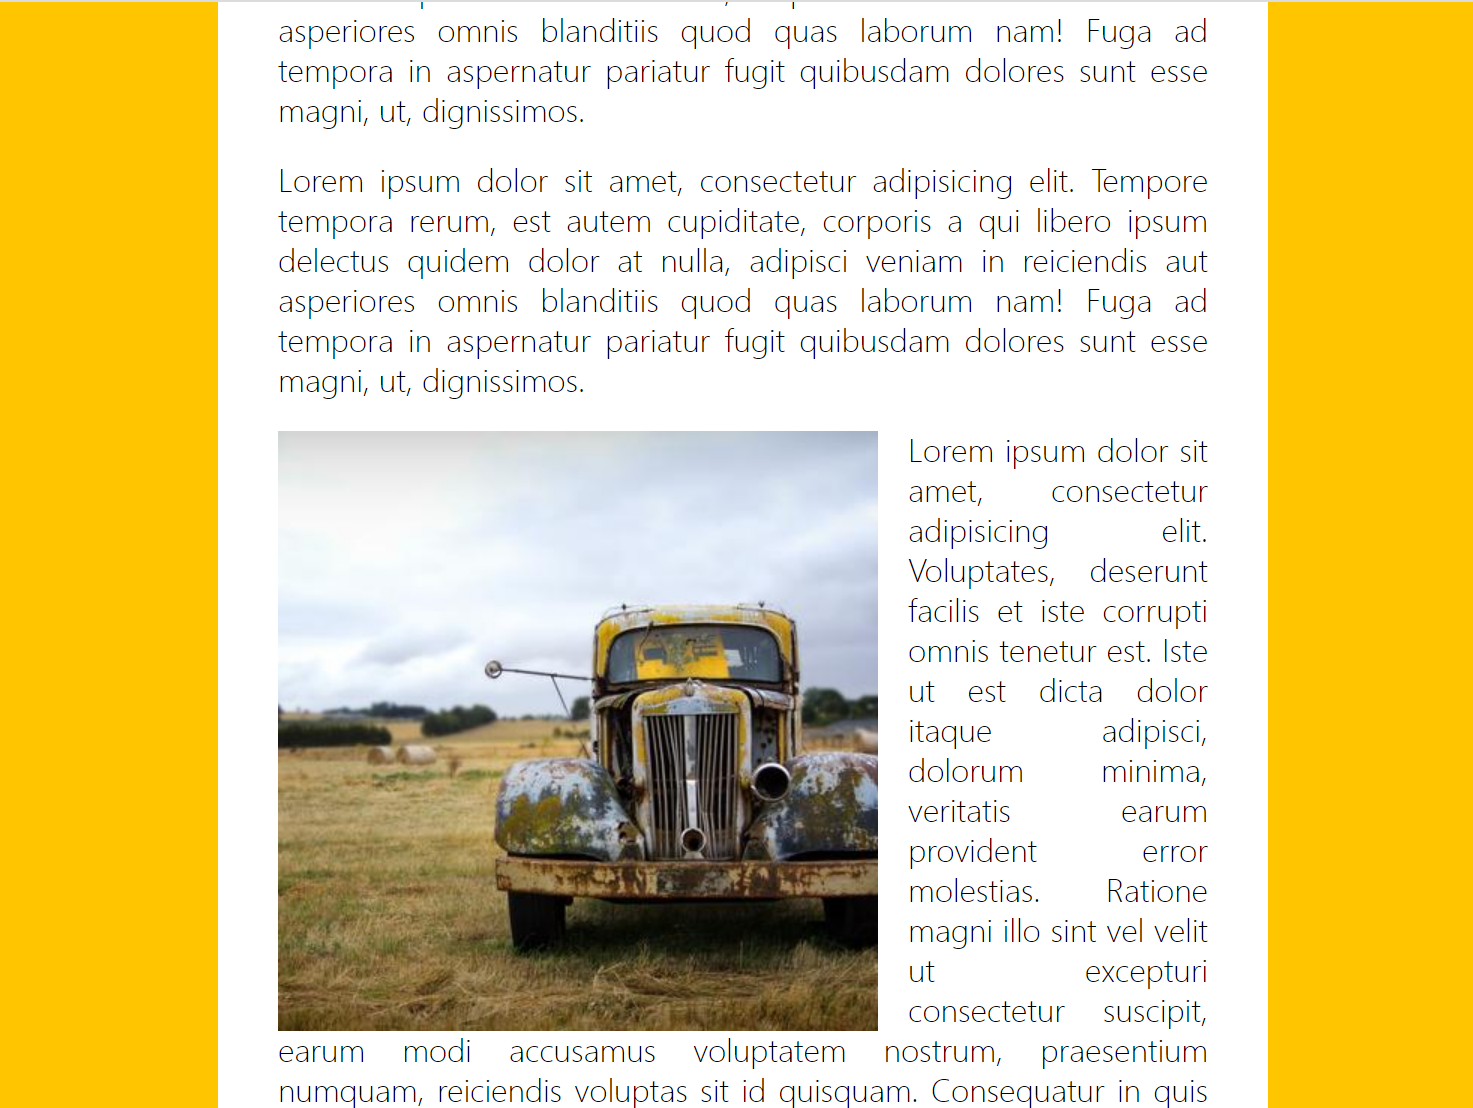 asperiores omnis blanditiis quod quas laborum nam! Fuga ad
tempora in aspernatur pariatur fugit quibusdam dolores sunt esse
magni, ut, dignissimos.
Lorem ipsum dolor sit amet, consectetur adipisicing elit. Tempore
tempora rerum, est autem cupiditate, corporis a qui libero ipsum
delectus quidem dolor at nulla, adipisci veniam in reiciendis aut
asperiores omnis blanditiis quod quas laborum nam! Fuga ad
tempora in aspernatur pariatur fugit quibusdam dolores sunt esse
magni, ut, dignissimos.
Lorem ipsum dolor sit
amet, consectetur
adipisicing elit.
Voluptates, deserunt
facilis et iste corrupti
omnis tenetur est. Iste
ut est dicta dolor
itaque adipisci,
dolorum minima,
veritatis earum
provident error
molestias. Ratione
magni illo sint vel velit
ut excepturi
consectetur suscipit,
earum modi accusamus voluptatem nostrum, praesentium
numquam, reiciendis voluptas sit id quisquam. Consequatur in quis